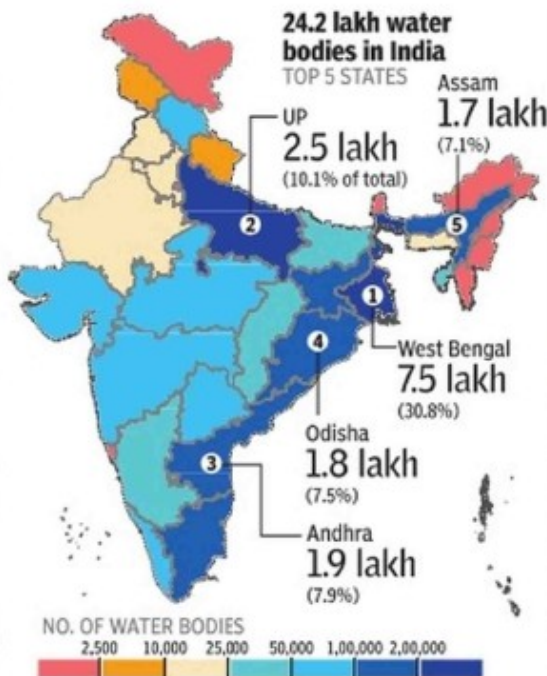 24.2 lakh water
bodies in India
TOP 5 STATES
UP
2.5 lakh
(10.1% of total)
Assam
1.7 lakh
(7.1%)
2
5
1
4
3
West Bengal
7.5 lakh
(30.8%)
Odisha
1.8 lakh
(7.5%)
Andhra
1.9 lakh
(7.9%)
NO. OF WATER BODIES
2,500 10,000 25,000 50,000 1,00,000 2,00,000